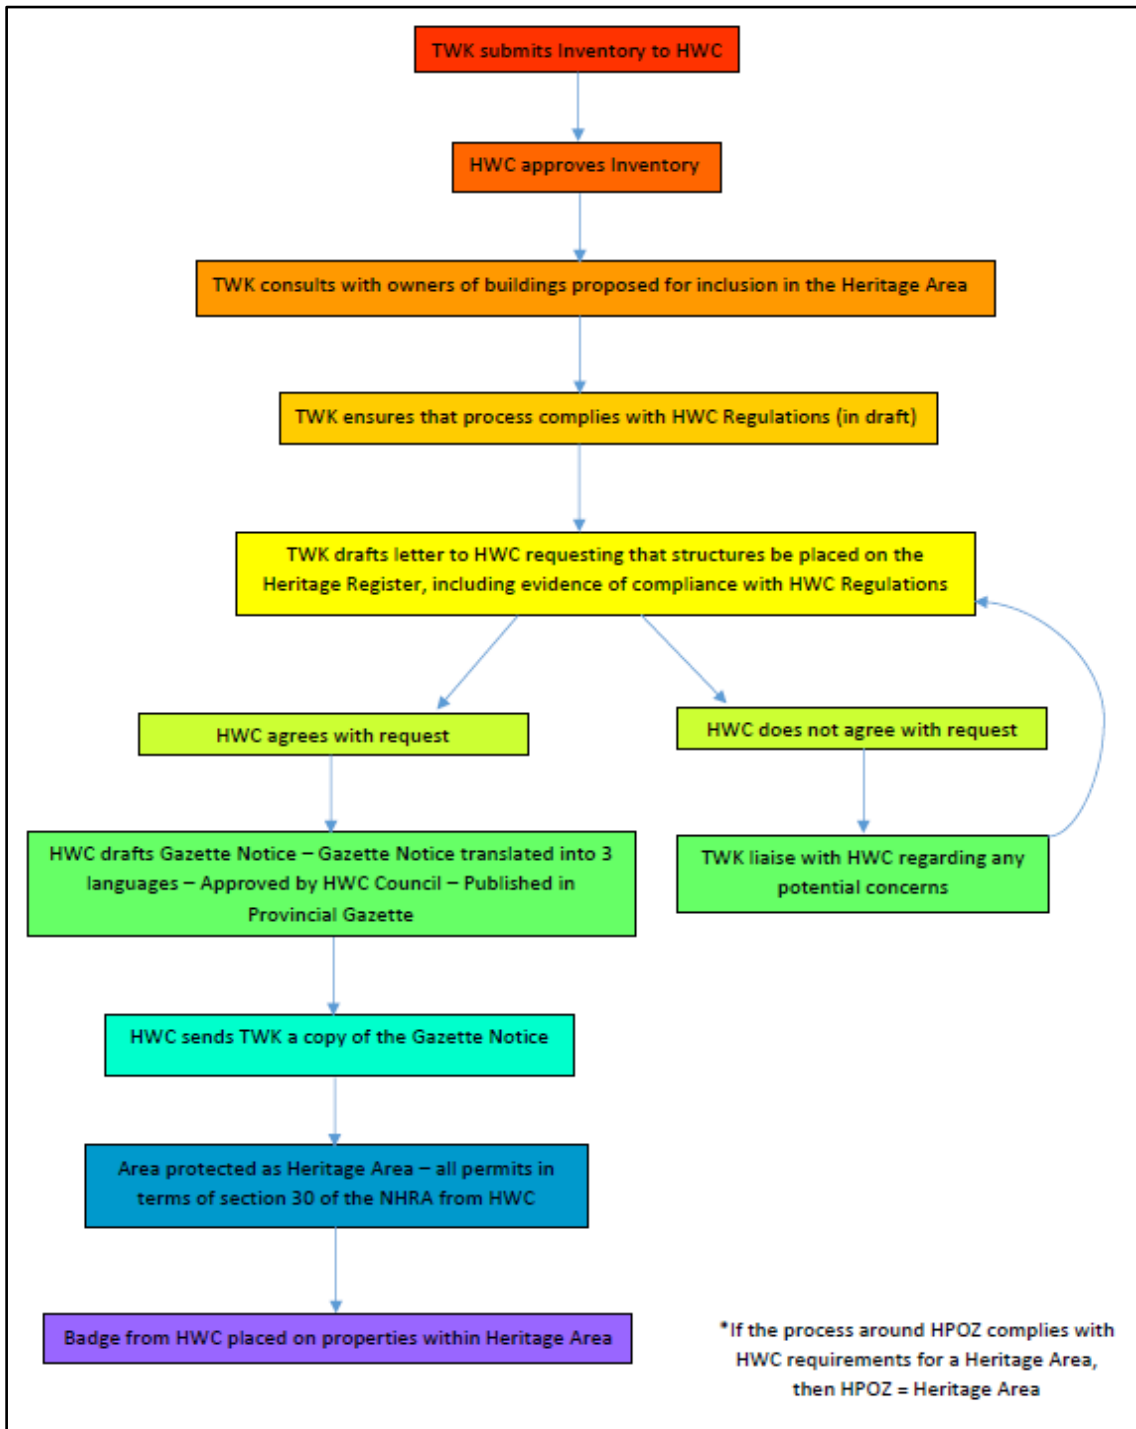 TWK submits Inventory to HWC
HWC approves Inventory
TWK consults with owners of buildings proposed for inclusion in the Heritage Area
TWK ensures that process complies with HWC Regulations (in draft)
TWK drafts letter to HWC requesting that structures be placed on the
Heritage Register, including evidence of compliance with HWC Regulations
HWC agrees with request
HWC does not agree with request
HWC drafts Gazette Notice – Gazette Notice translated into 3
languages – Approved by HWC Council – Published in
Provincial Gazette
TWK liaise with HWC regarding any
potential concerns
HWC sends TWK a copy of the Gazette Notice
Area protected as Heritage Area – all permits in
terms of section 30 of the NHRA from HWC
Badge from HWC placed on properties within Heritage Area
*If the process around HPOZ complies with
HWC requirements for a Heritage Area,
then HPOZ = Heritage Area